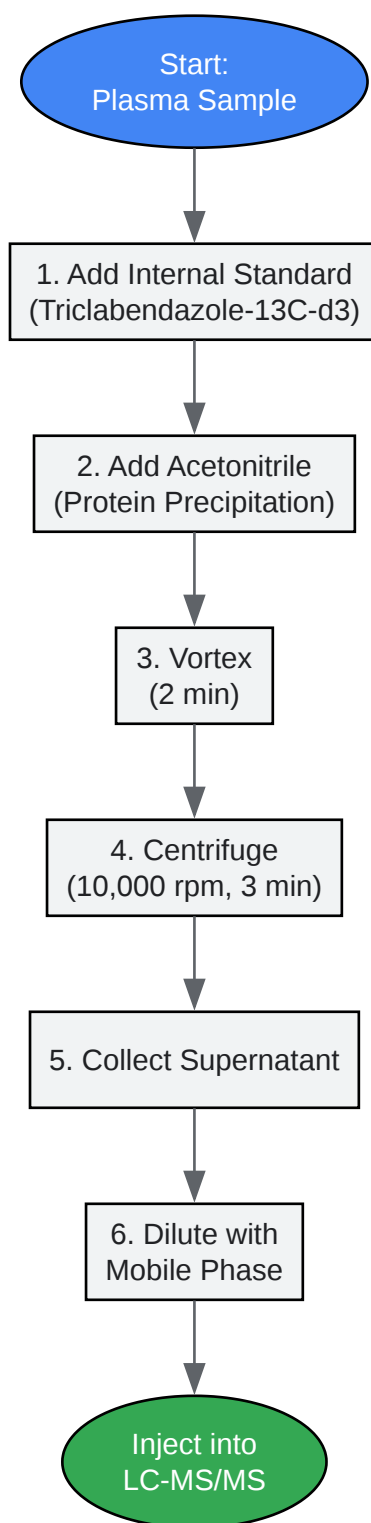 Start:
Plasma Sample
1. Add Internal Standard
(Triclabendazole-13C-d3)
2. Add Acetonitrile
(Protein Precipitation)
3. Vortex
(2 min)
4. Centrifuge
(10,000 rpm, 3 min)
5. Collect Supernatant
6. Dilute with
Mobile Phase
Inject into
LC-MS/MS